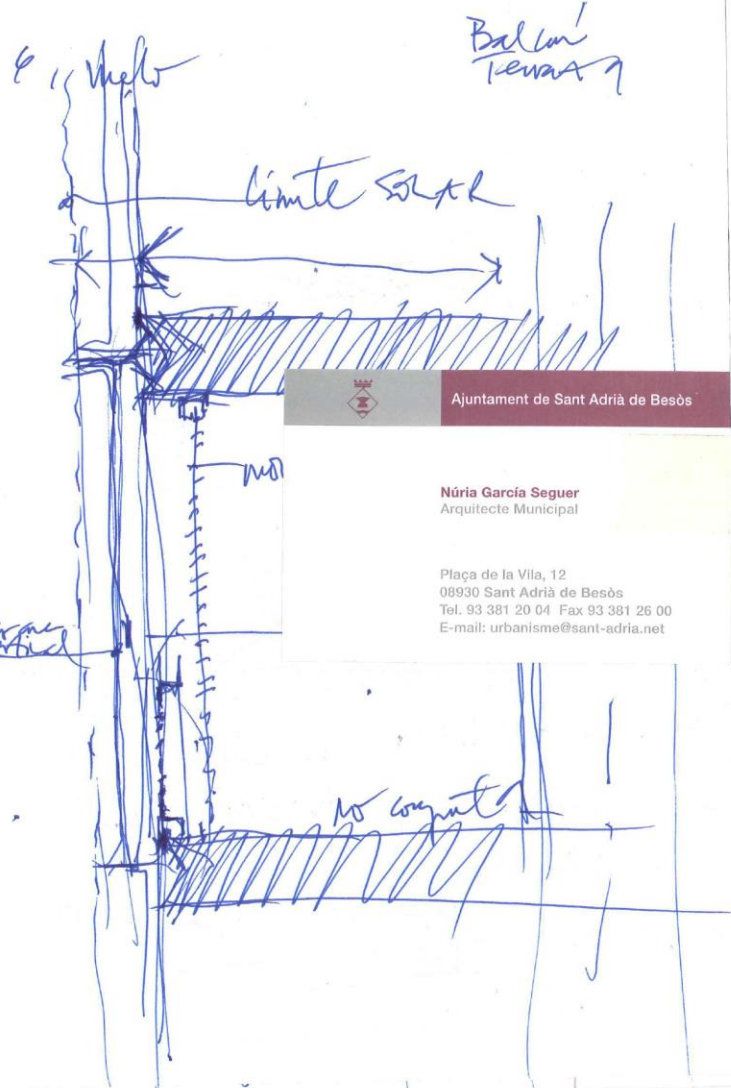 Balcón
Límite SOLAR
Ajuntament de Sant Adrià de Besòs
Núria García Seguer
Arquitecte Municipal
Plaça de la Vila, 12
08930 Sant Adrià de Besòs
Tel. 93 381 20 04 Fax 93 381 26 00
E-mail: urbanisme@sant-adria.net
No